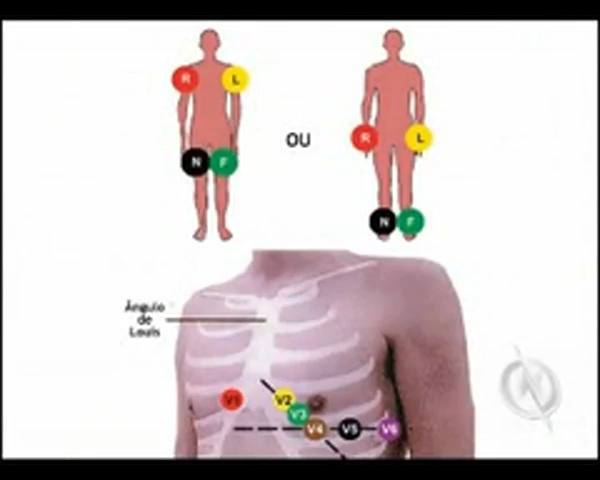 R L
OU
R L
N F
N F
Ângulo
de
Louis
V1 V2
V3
V4 V5 V6